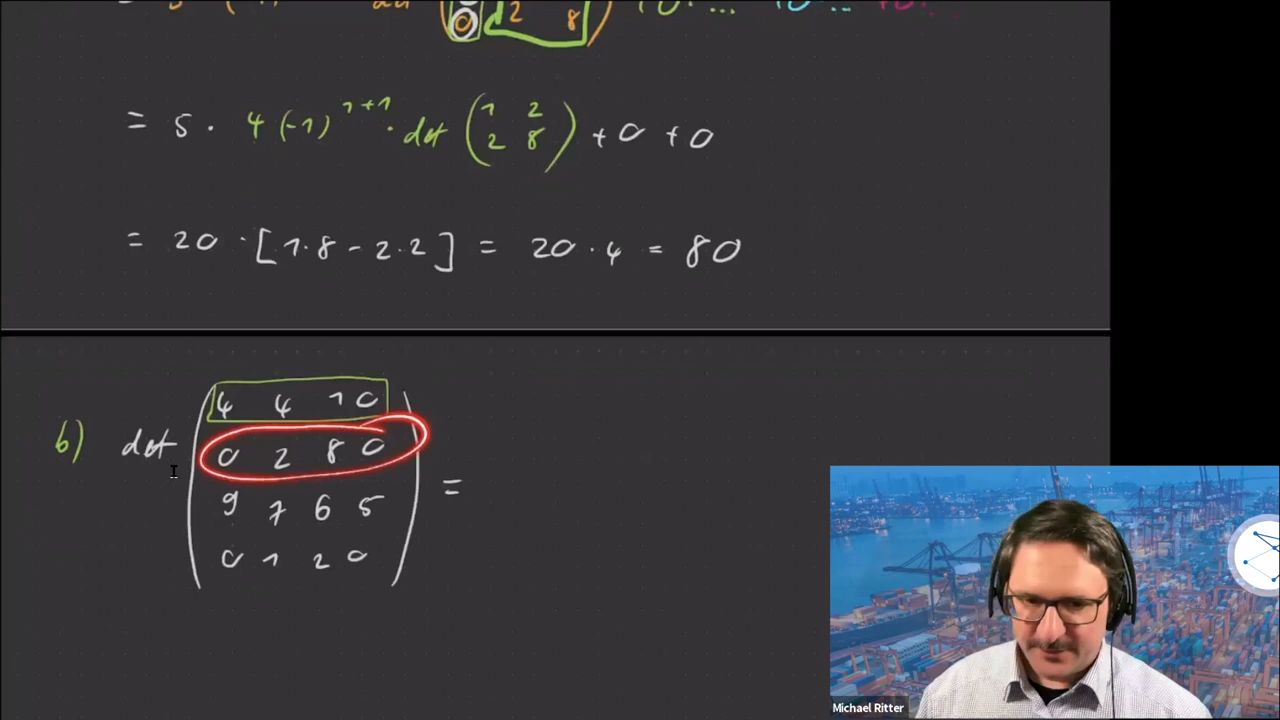 = 5 · 4 (-1)^{1+1} · det ( 1 2 ; 2 8 ) + 0 + 0
= 20 · [1·8 - 2·2] = 20 · 4 = 80
b) det
4 4 1 0
0 2 8 0
9 7 6 5 =
0 1 2 0
Michael Ritter